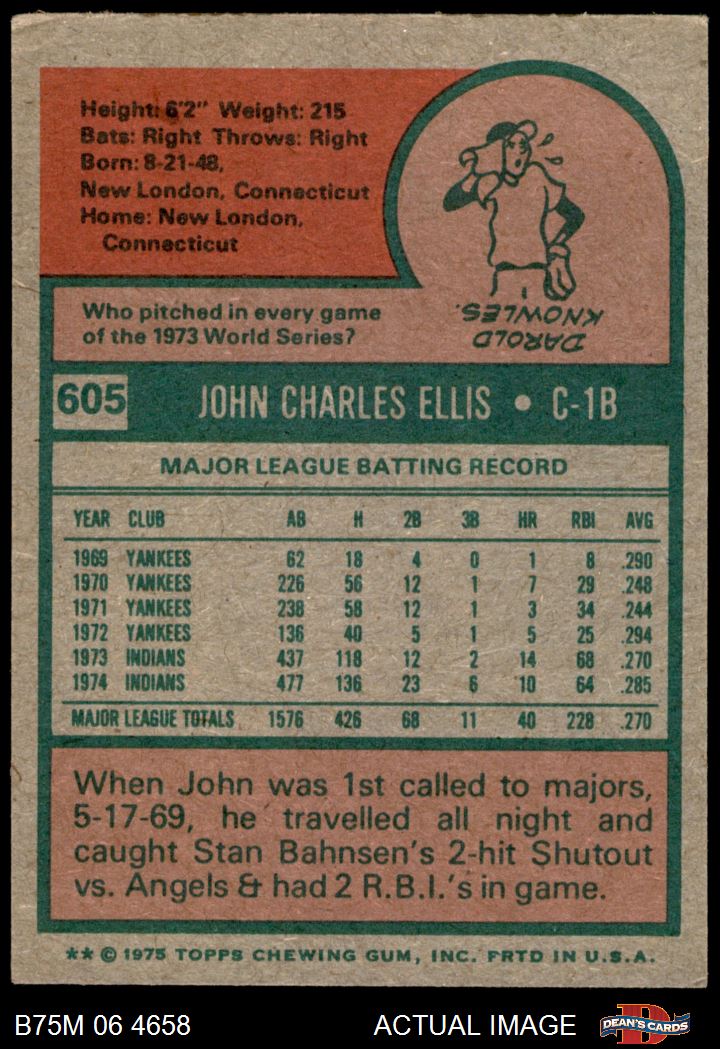 Height: 6'2" Weight: 215
Bats: Right Throws: Right
Born: 8-21-48,
New London, Connecticut
Home: New London,
Connecticut
Who pitched in every game
of the 1973 World Series?
DAROLD
KNOWLES.
605 JOHN CHARLES ELLIS • C-1B
MAJOR LEAGUE BATTING RECORD
YEAR CLUB AB H 2B 3B HR RBI AVG
1969 YANKEES 62 18 4 0 1 8 .290
1970 YANKEES 226 56 12 1 7 29 .248
1971 YANKEES 238 58 12 1 3 34 .244
1972 YANKEES 136 40 5 1 5 25 .294
1973 INDIANS 437 118 12 2 14 68 .270
1974 INDIANS 477 136 23 6 10 64 .285
MAJOR LEAGUE TOTALS 1576 426 68 11 40 228 .270
When John was 1st called to majors,
5-17-69, he travelled all night and
caught Stan Bahnsen's 2-hit Shutout
vs. Angels & had 2 R.B.I.'s in game.
** © 1975 TOPPS CHEWING GUM, INC. PRTD IN U.S.A.
B75M 06 4658 ACTUAL IMAGE DEAN'S CARDS